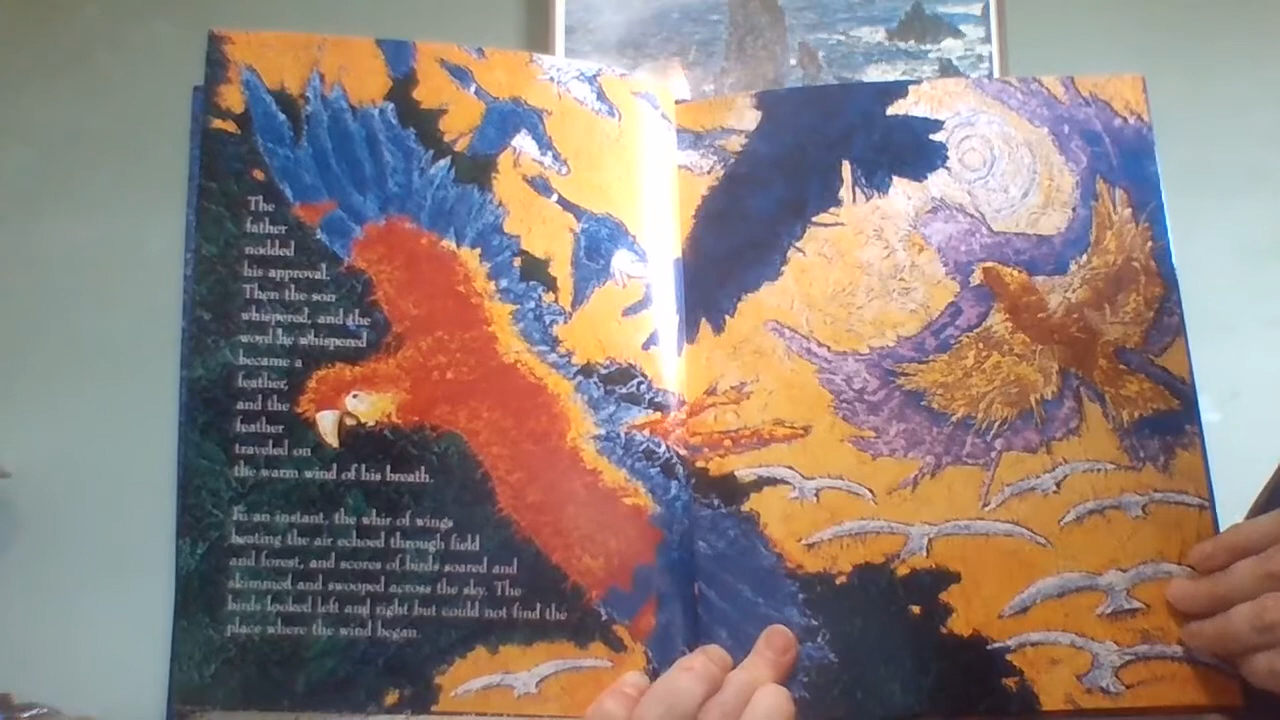 The
father
nodded
his approval.
Then the son
whispered, and the
word he whispered
became a
feather,
and the
feather
traveled on
the warm wind of his breath.
In an instant, the whir of wings
beating the air echoed through field
and forest, and scores of birds soared and
skimmed and swooped across the sky. The
birds looked left and right but could not find the
place where the wind began.